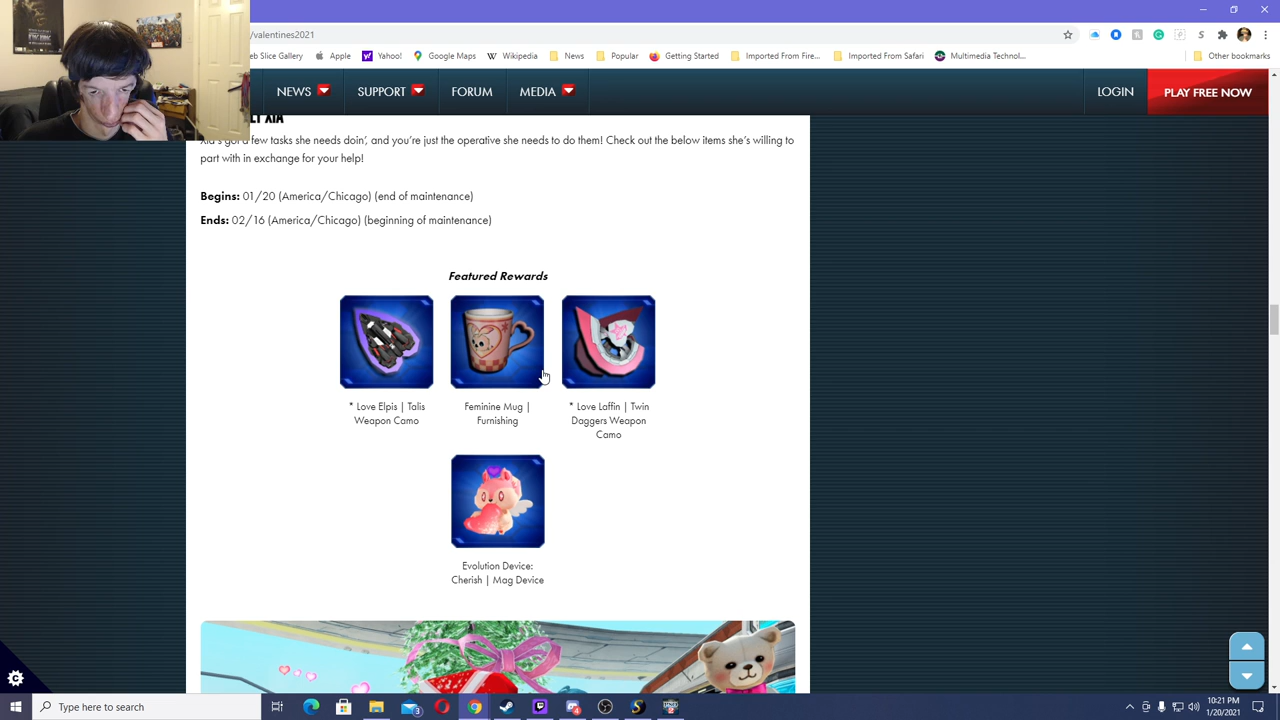 /valentines2021
eb Slice Gallery Apple Yahoo! Google Maps Wikipedia News Popular Getting Started Imported From Fire... Imported From Safari Multimedia Technol... Other bookmarks
NEWS SUPPORT FORUM MEDIA LOGIN PLAY FREE NOW
XIA
Xia's got a few tasks she needs doin', and you're just the operative she needs to do them! Check out the below items she's willing to
part with in exchange for your help!
Begins: 01/20 (America/Chicago) (end of maintenance)
Ends: 02/16 (America/Chicago) (beginning of maintenance)
Featured Rewards
* Love Elpis | Talis
Weapon Camo
Feminine Mug |
Furnishing
* Love Laffin | Twin
Daggers Weapon
Camo
Evolution Device:
Cherish | Mag Device
Type here to search
10:21 PM
1/20/2021